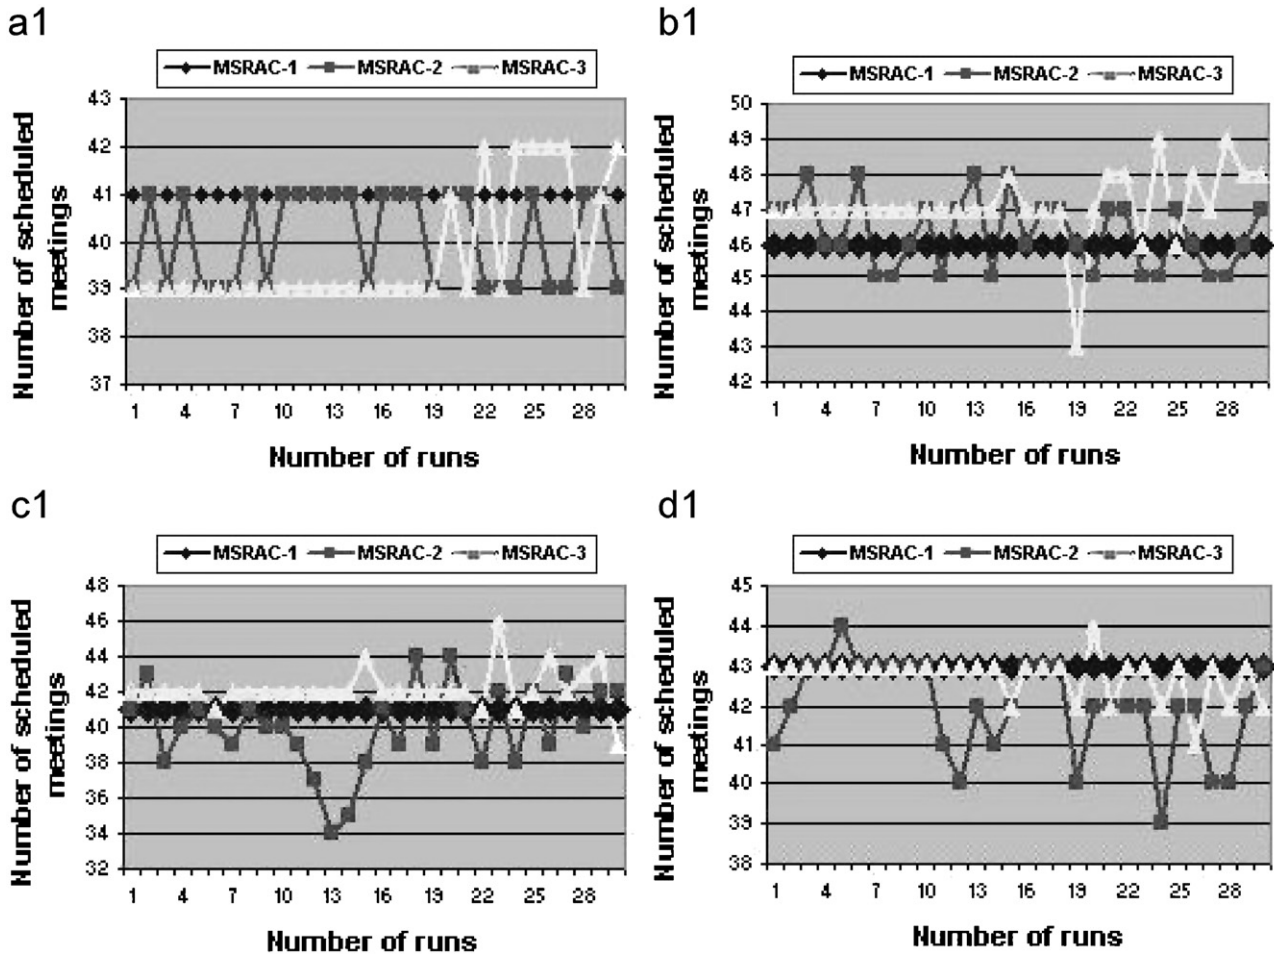 a1
MSRAC-1 MSRAC-2 MSRAC-3
Number of scheduled
meetings
43
42
41
40
39
38
37
1 4 7 10 13 16 19 22 25 28
Number of runs
b1
MSRAC-1 MSRAC-2 MSRAC-3
Number of scheduled
meetings
50
49
48
47
46
45
44
43
42
1 4 7 10 13 16 19 22 25 28
Number of runs
c1
MSRAC-1 MSRAC-2 MSRAC-3
Number of scheduled
meetings
48
46
44
42
40
38
36
34
32
1 4 7 10 13 16 19 22 25 28
Number of runs
d1
MSRAC-1 MSRAC-2 MSRAC-3
Number of scheduled
meetings
45
44
43
42
41
40
39
38
1 4 7 10 13 16 19 22 25 28
Number of runs